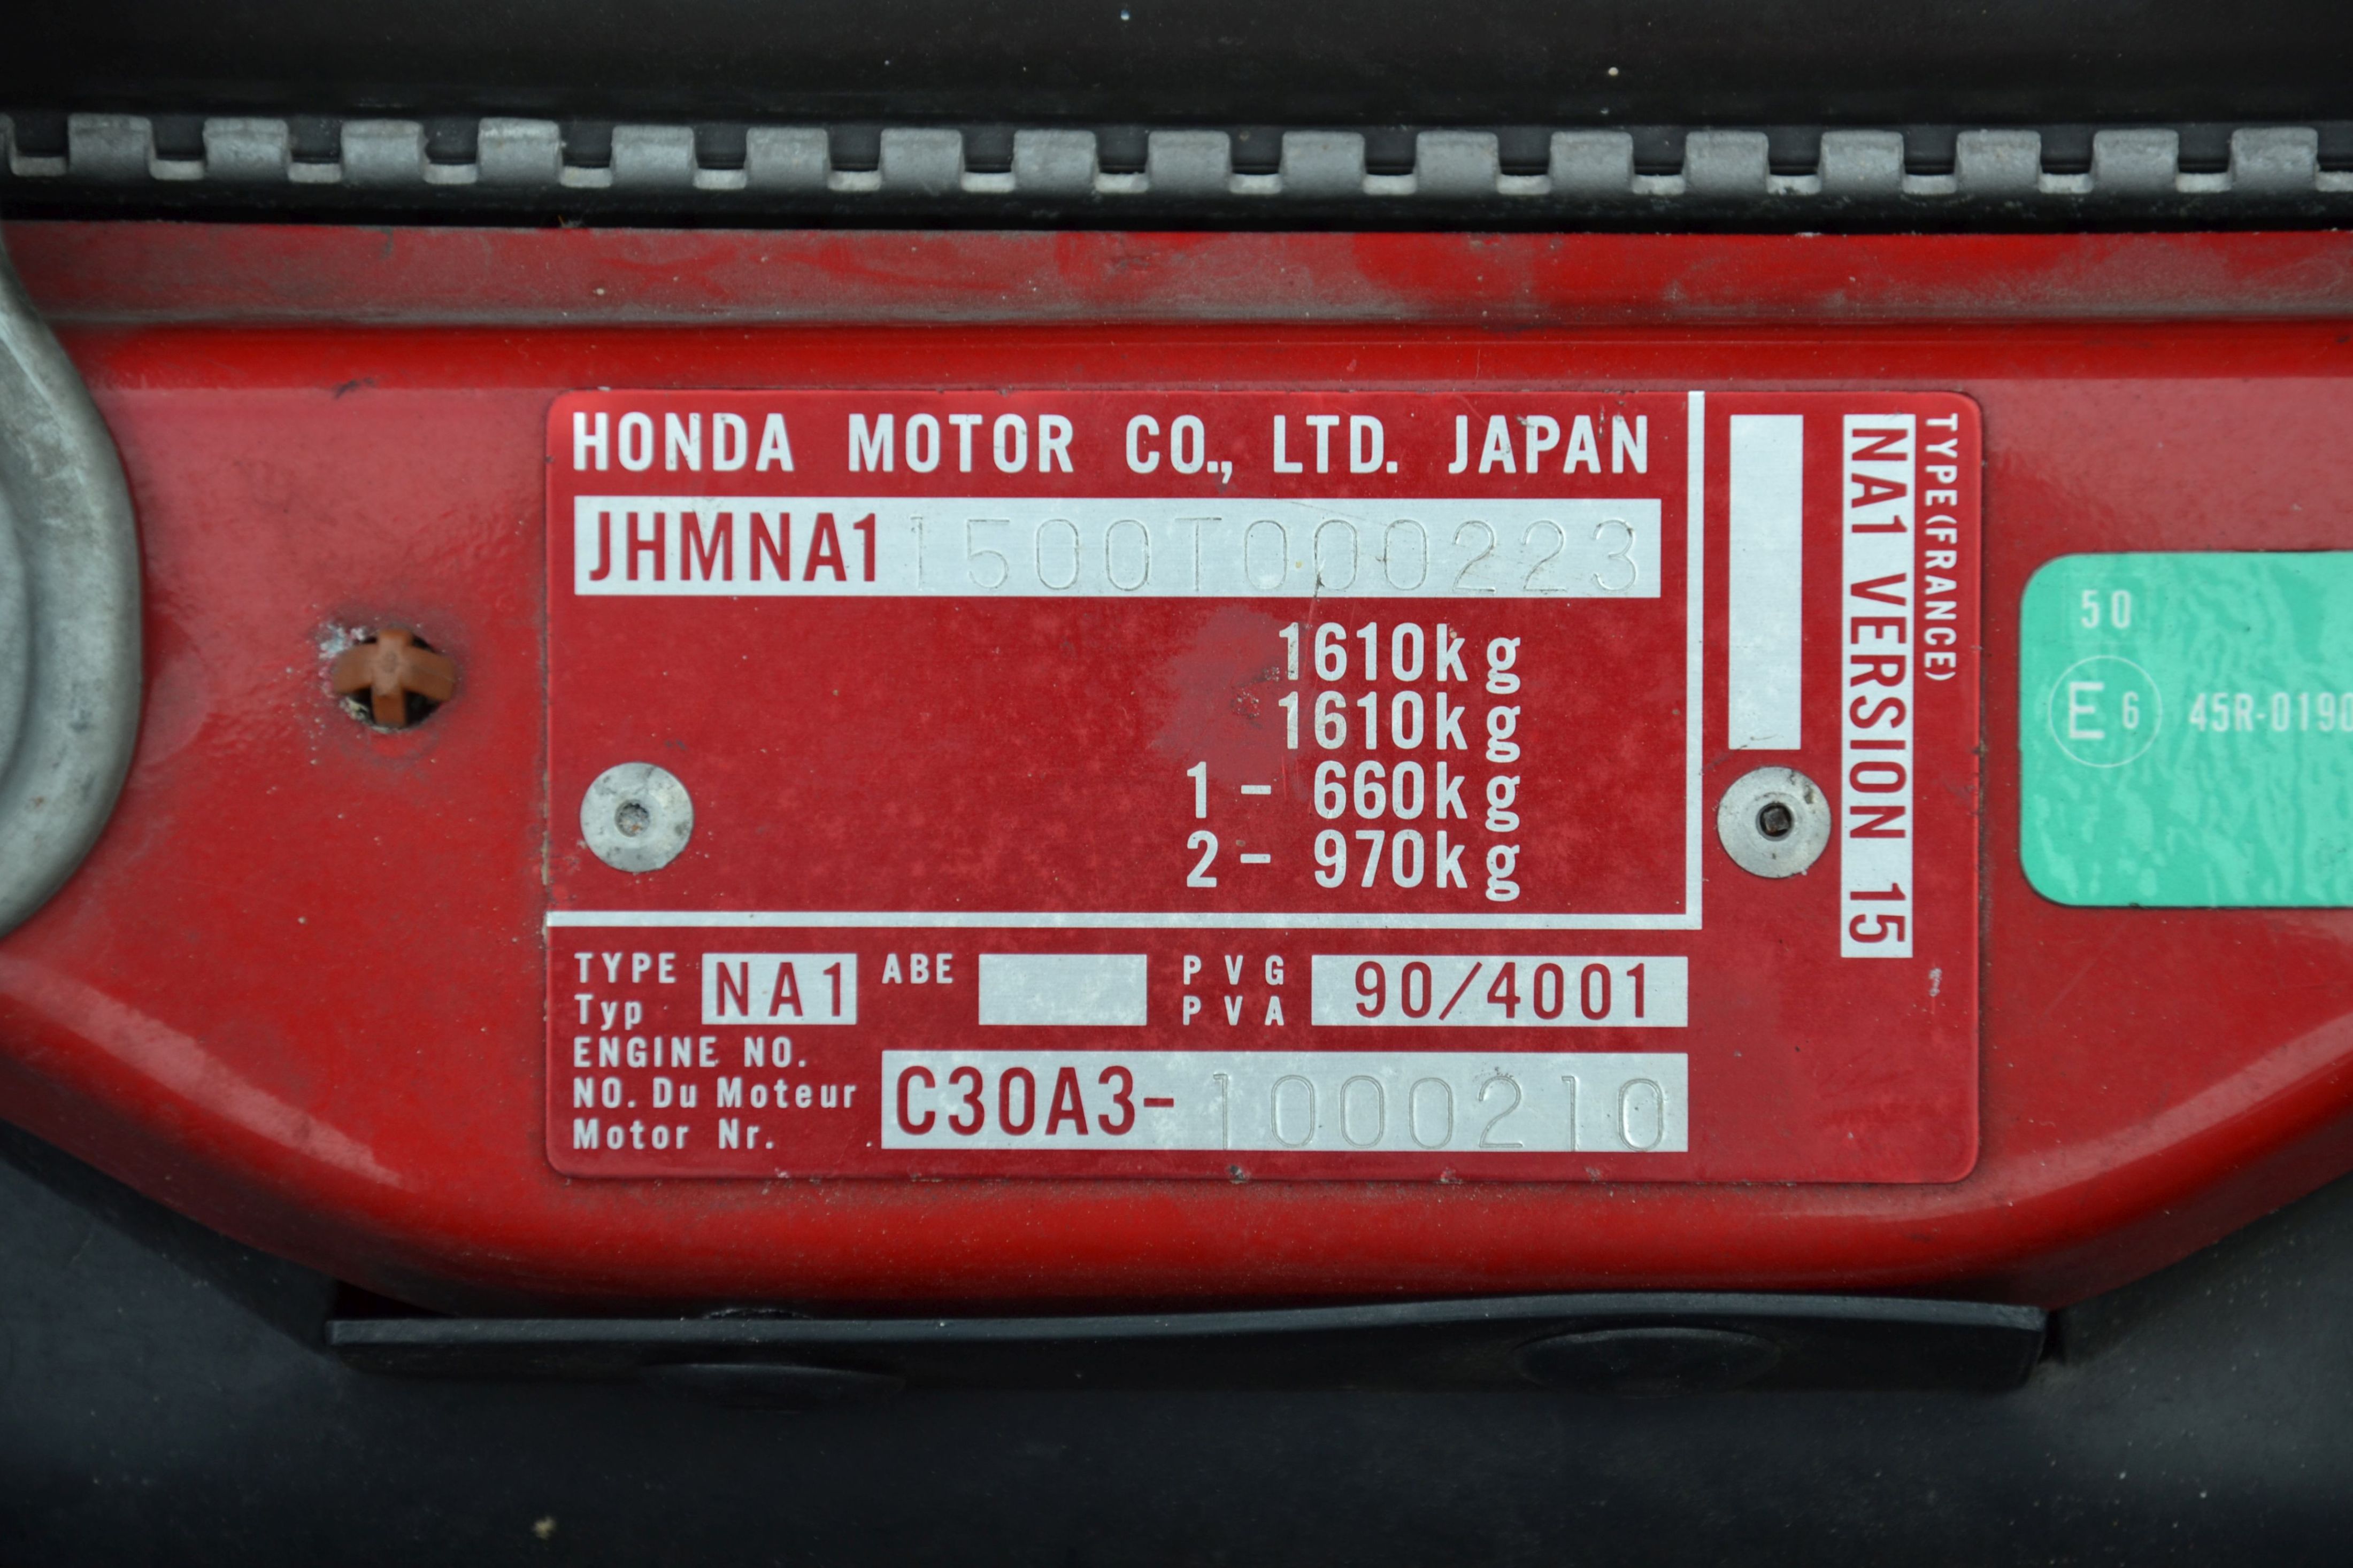 HONDA MOTOR CO., LTD. JAPAN
JHMNA11500T000223
1610kg
1610kg
1 - 660kg
2 - 970kg
TYPE NA1 ABE PVG 90/4001
Typ PVA
ENGINE NO.
NO. Du Moteur C30A3-1000210
Motor Nr.
TYPE(FRANCE)
NA1 VERSION 15
50
E6 45R-0190